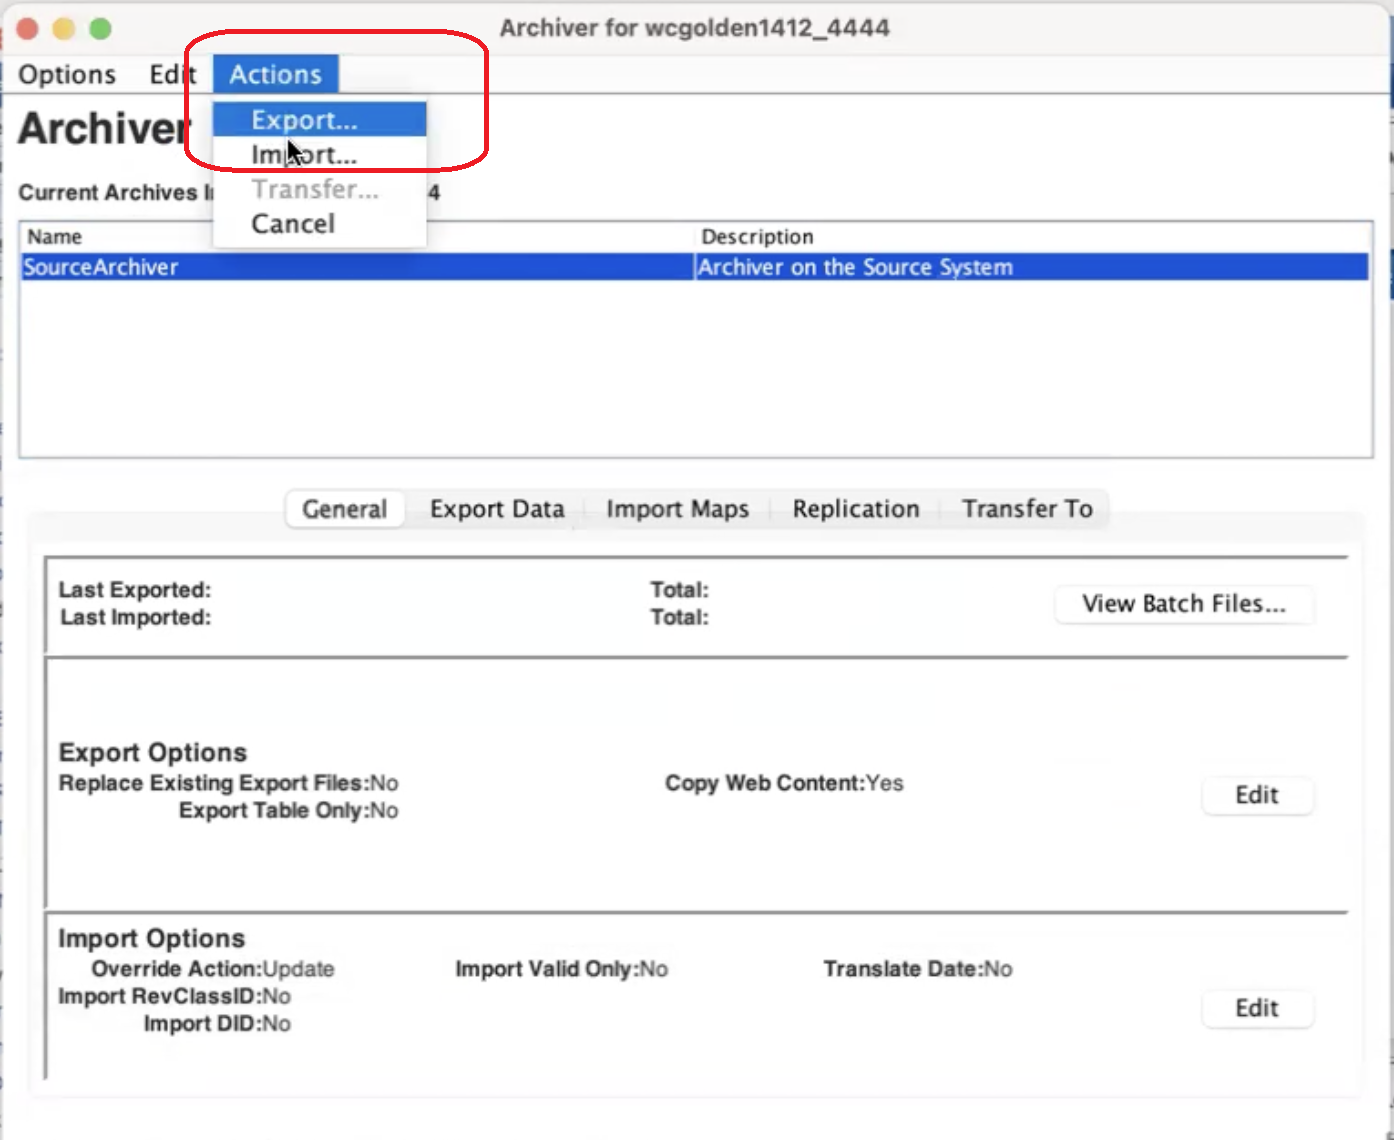 Archiver for wcgolden1412_4444
Options Edit Actions
Export...
Import...
Transfer...
Cancel
Archiver
Current Archives 4
Name Description
SourceArchiver Archiver on the Source System
General Export Data Import Maps Replication Transfer To
Last Exported: Total:
Last Imported: Total:
View Batch Files...
Export Options
Replace Existing Export Files:No Copy Web Content:Yes
Export Table Only:No
Edit
Import Options
Override Action:Update Import Valid Only:No Translate Date:No
Import RevClassID:No
Import DID:No
Edit